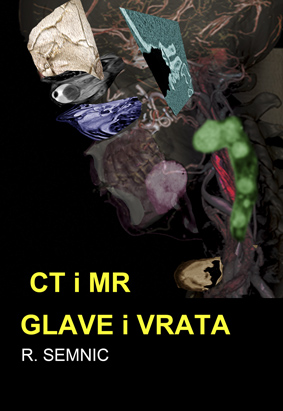 CT i MR
GLAVE i VRATA
R. SEMNIC